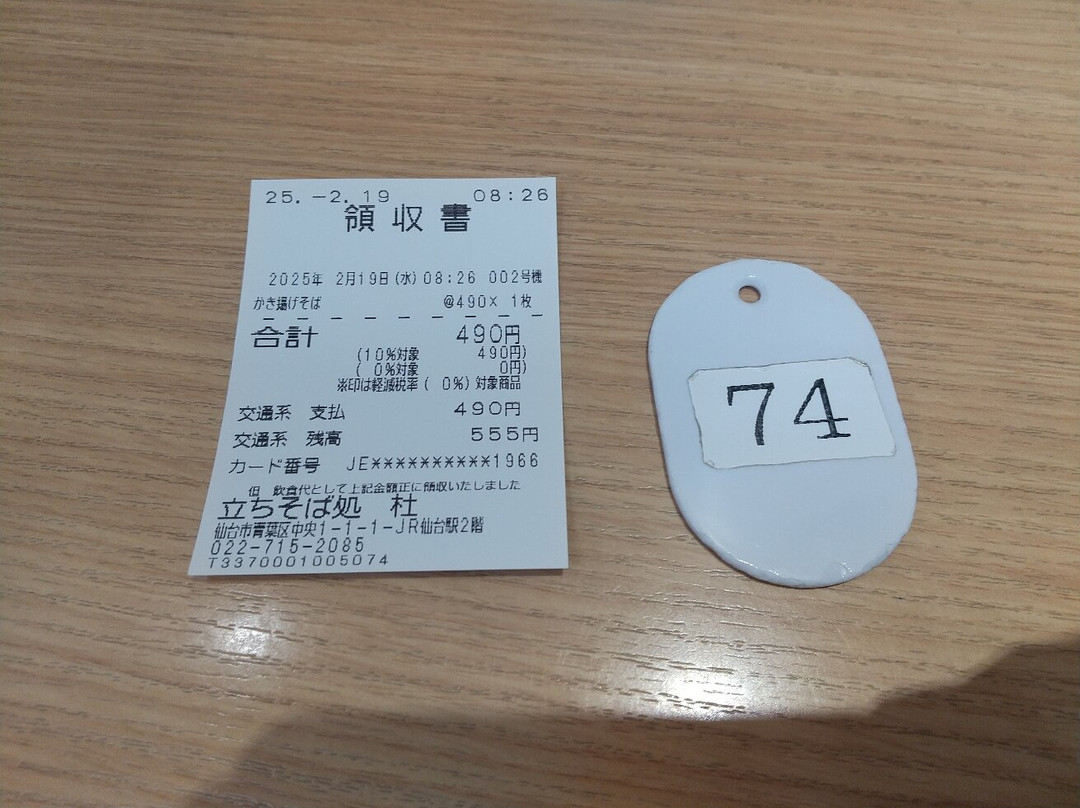 25.-2.19 08:26
領収書
2025年 2月19日(水)08:26 002号機
かき揚げそば @490× 1枚
合計 490円
(10%対象 490円)
( 0%対象 0円)
※印は軽減税率( 0%)対象商品
交通系 支払 490円
交通系 残高 555円
カード番号 JE**********1966
但 飲食代として上記金額正に領収いたしました
立ちそば処 杜
仙台市青葉区中央1-1-1-JR仙台駅2階
022-715-2085
T3370001005074
74